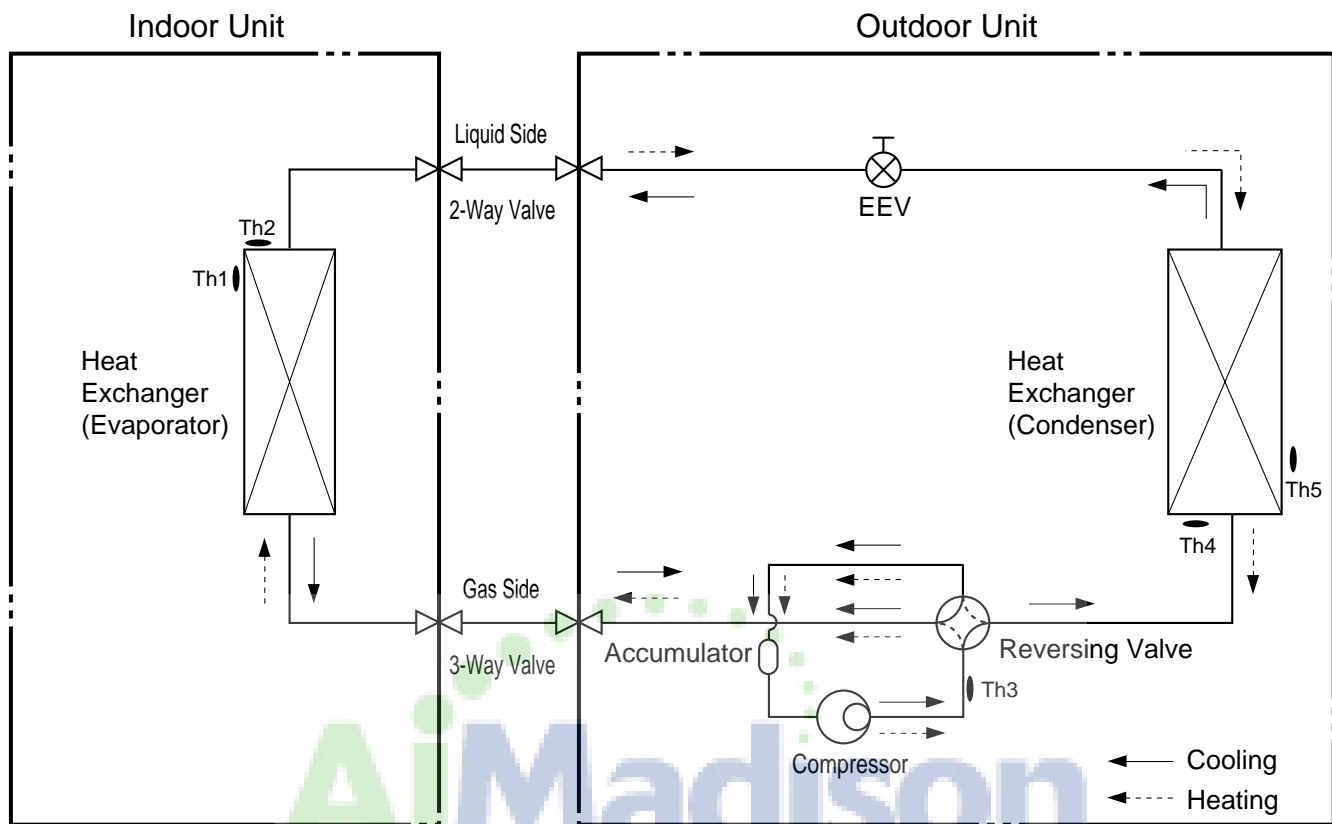 Indoor Unit
Outdoor Unit
Liquid Side
2-Way Valve
EEV
Th2
Th1
Heat
Exchanger
(Evaporator)
Heat
Exchanger
(Condenser)
Th5
Th4
Gas Side
3-Way Valve
Accumulator
Reversing Valve
Th3
Compressor
Cooling
Heating
AiMadison